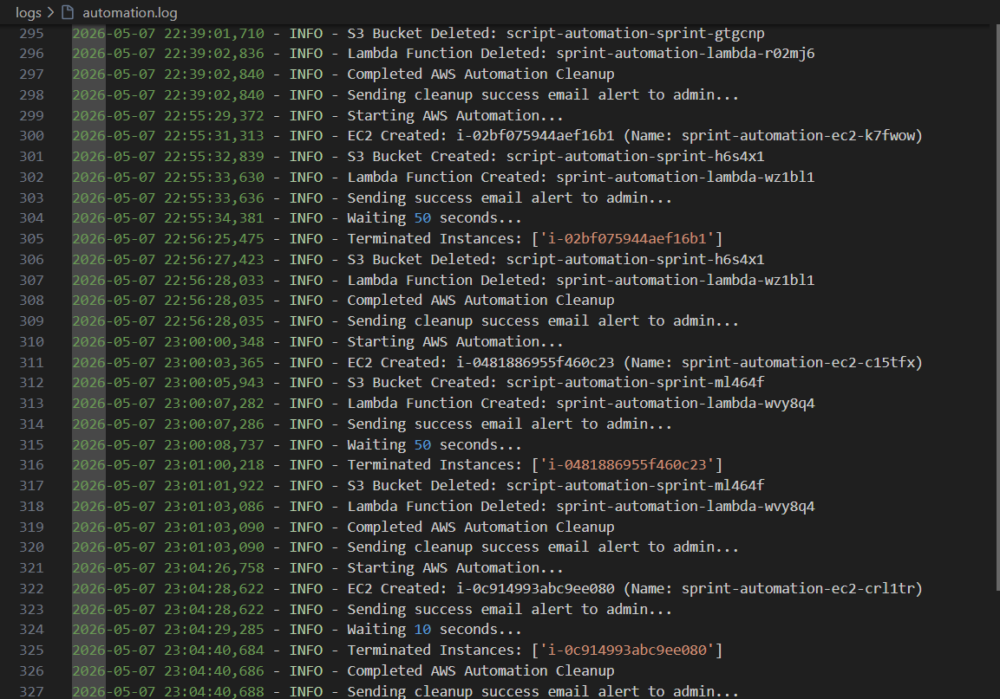 logs > automation.log
295 2026-05-07 22:39:01,710 - INFO - S3 Bucket Deleted: script-automation-sprint-gtgcnp
296 2026-05-07 22:39:02,836 - INFO - Lambda Function Deleted: sprint-automation-lambda-r02mj6
297 2026-05-07 22:39:02,840 - INFO - Completed AWS Automation Cleanup
298 2026-05-07 22:39:02,840 - INFO - Sending cleanup success email alert to admin...
299 2026-05-07 22:55:29,372 - INFO - Starting AWS Automation...
300 2026-05-07 22:55:31,313 - INFO - EC2 Created: i-02bf075944aef16b1 (Name: sprint-automation-ec2-k7fwow)
301 2026-05-07 22:55:32,839 - INFO - S3 Bucket Created: script-automation-sprint-h6s4x1
302 2026-05-07 22:55:33,630 - INFO - Lambda Function Created: sprint-automation-lambda-wz1bl1
303 2026-05-07 22:55:33,636 - INFO - Sending success email alert to admin...
304 2026-05-07 22:55:34,381 - INFO - Waiting 50 seconds...
305 2026-05-07 22:56:25,475 - INFO - Terminated Instances: ['i-02bf075944aef16b1']
306 2026-05-07 22:56:27,423 - INFO - S3 Bucket Deleted: script-automation-sprint-h6s4x1
307 2026-05-07 22:56:28,033 - INFO - Lambda Function Deleted: sprint-automation-lambda-wz1bl1
308 2026-05-07 22:56:28,035 - INFO - Completed AWS Automation Cleanup
309 2026-05-07 22:56:28,035 - INFO - Sending cleanup success email alert to admin...
310 2026-05-07 23:00:00,348 - INFO - Starting AWS Automation...
311 2026-05-07 23:00:03,365 - INFO - EC2 Created: i-0481886955f460c23 (Name: sprint-automation-ec2-c15tfx)
312 2026-05-07 23:00:05,943 - INFO - S3 Bucket Created: script-automation-sprint-ml464f
313 2026-05-07 23:00:07,282 - INFO - Lambda Function Created: sprint-automation-lambda-wvy8q4
314 2026-05-07 23:00:07,286 - INFO - Sending success email alert to admin...
315 2026-05-07 23:00:08,737 - INFO - Waiting 50 seconds...
316 2026-05-07 23:01:00,218 - INFO - Terminated Instances: ['i-0481886955f460c23']
317 2026-05-07 23:01:01,922 - INFO - S3 Bucket Deleted: script-automation-sprint-ml464f
318 2026-05-07 23:01:03,086 - INFO - Lambda Function Deleted: sprint-automation-lambda-wvy8q4
319 2026-05-07 23:01:03,090 - INFO - Completed AWS Automation Cleanup
320 2026-05-07 23:01:03,090 - INFO - Sending cleanup success email alert to admin...
321 2026-05-07 23:04:26,758 - INFO - Starting AWS Automation...
322 2026-05-07 23:04:28,622 - INFO - EC2 Created: i-0c914993abc9ee080 (Name: sprint-automation-ec2-crl1tr)
323 2026-05-07 23:04:28,622 - INFO - Sending success email alert to admin...
324 2026-05-07 23:04:29,285 - INFO - Waiting 10 seconds...
325 2026-05-07 23:04:40,684 - INFO - Terminated Instances: ['i-0c914993abc9ee080']
326 2026-05-07 23:04:40,686 - INFO - Completed AWS Automation Cleanup
327 2026-05-07 23:04:40,688 - INFO - Sending cleanup success email alert to admin...